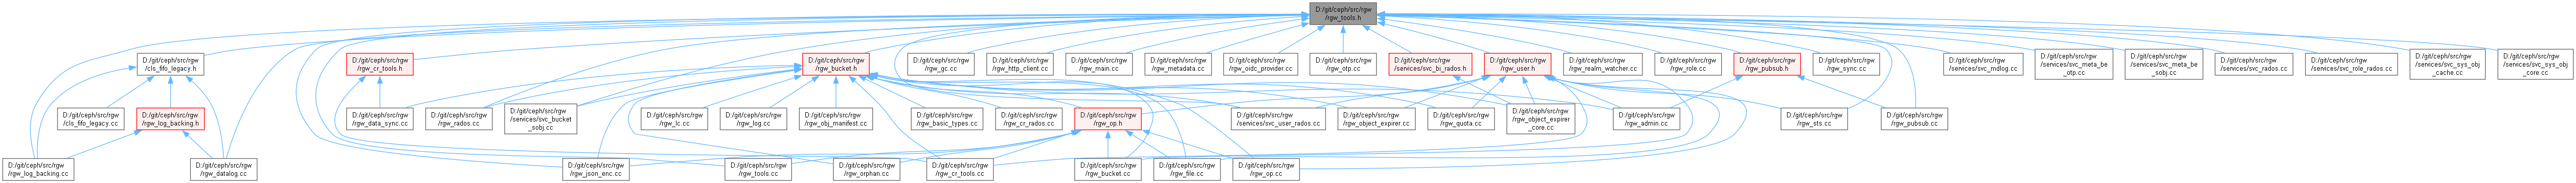 D:/git/ceph/src/rgw
/rgw_tools.h
D:/git/ceph/src/rgw
/cls_fifo_legacy.h
D:/git/ceph/src/rgw
/rgw_cr_tools.h
D:/git/ceph/src/rgw
/rgw_bucket.h
D:/git/ceph/src/rgw
/rgw_gc.cc
D:/git/ceph/src/rgw
/rgw_http_client.cc
D:/git/ceph/src/rgw
/rgw_main.cc
D:/git/ceph/src/rgw
/rgw_metadata.cc
D:/git/ceph/src/rgw
/rgw_oidc_provider.cc
D:/git/ceph/src/rgw
/rgw_otp.cc
D:/git/ceph/src/rgw
/services/svc_bi_rados.h
D:/git/ceph/src/rgw
/rgw_user.h
D:/git/ceph/src/rgw
/rgw_realm_watcher.cc
D:/git/ceph/src/rgw
/rgw_role.cc
D:/git/ceph/src/rgw
/rgw_pubsub.h
D:/git/ceph/src/rgw
/rgw_sync.cc
D:/git/ceph/src/rgw
/services/svc_mdlog.cc
D:/git/ceph/src/rgw
/services/svc_meta_be
_otp.cc
D:/git/ceph/src/rgw
/services/svc_meta_be
_sobj.cc
D:/git/ceph/src/rgw
/services/svc_rados.cc
D:/git/ceph/src/rgw
/services/svc_role_rados.cc
D:/git/ceph/src/rgw
/services/svc_sys_obj
_cache.cc
D:/git/ceph/src/rgw
/services/svc_sys_obj
_core.cc
D:/git/ceph/src/rgw
/cls_fifo_legacy.cc
D:/git/ceph/src/rgw
/rgw_log_backing.h
D:/git/ceph/src/rgw
/rgw_data_sync.cc
D:/git/ceph/src/rgw
/rgw_rados.cc
D:/git/ceph/src/rgw
/services/svc_bucket
_sobj.cc
D:/git/ceph/src/rgw
/rgw_lc.cc
D:/git/ceph/src/rgw
/rgw_log.cc
D:/git/ceph/src/rgw
/rgw_obj_manifest.cc
D:/git/ceph/src/rgw
/rgw_basic_types.cc
D:/git/ceph/src/rgw
/rgw_cr_rados.cc
D:/git/ceph/src/rgw
/rgw_op.h
D:/git/ceph/src/rgw
/services/svc_user_rados.cc
D:/git/ceph/src/rgw
/rgw_object_expirer.cc
D:/git/ceph/src/rgw
/rgw_quota.cc
D:/git/ceph/src/rgw
/rgw_object_expirer
_core.cc
D:/git/ceph/src/rgw
/rgw_admin.cc
D:/git/ceph/src/rgw
/rgw_sts.cc
D:/git/ceph/src/rgw
/rgw_pubsub.cc
D:/git/ceph/src/rgw
/rgw_log_backing.cc
D:/git/ceph/src/rgw
/rgw_datalog.cc
D:/git/ceph/src/rgw
/rgw_json_enc.cc
D:/git/ceph/src/rgw
/rgw_tools.cc
D:/git/ceph/src/rgw
/rgw_orphan.cc
D:/git/ceph/src/rgw
/rgw_cr_tools.cc
D:/git/ceph/src/rgw
/rgw_bucket.cc
D:/git/ceph/src/rgw
/rgw_file.cc
D:/git/ceph/src/rgw
/rgw_op.cc